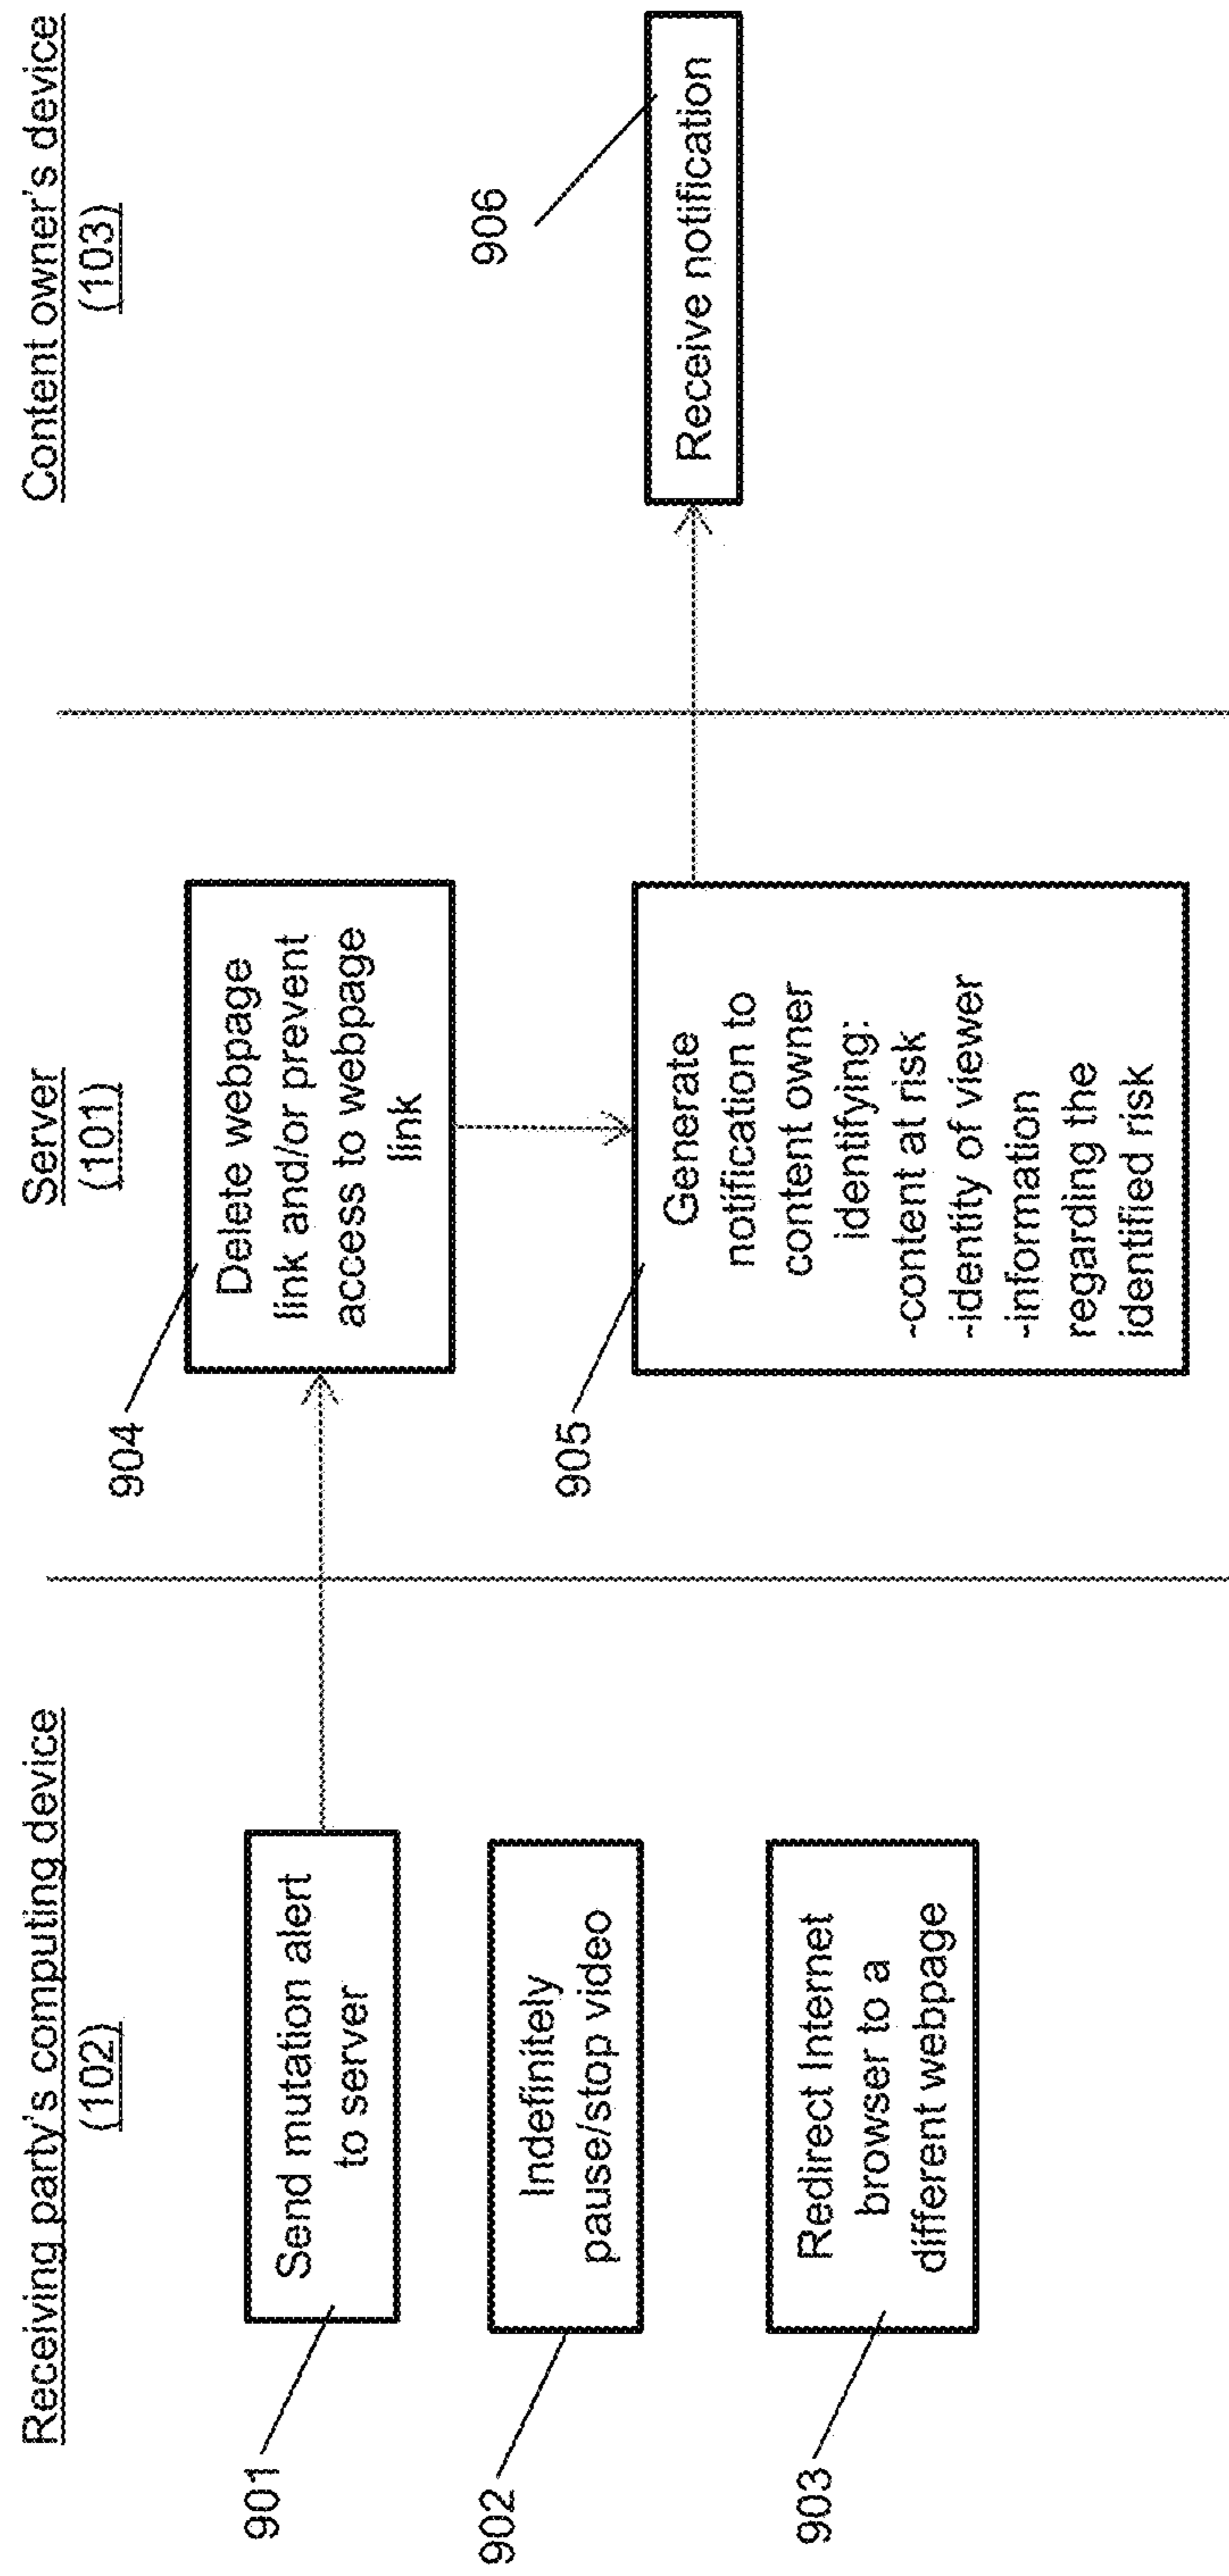 Receiving party's computing device
(102)
901
Send mutation alert
to server
902
Indefinitely
pause/stop video
903
Redirect Internet
browser to a
different webpage
Server
(101)
904
Delete webpage
link and/or prevent
access to webpage
link
905
Generate
notification to
content owner
identifying:
-content at risk
-identity of viewer
-information
regarding the
identified risk
Content owner's device
(103)
906
Receive notification